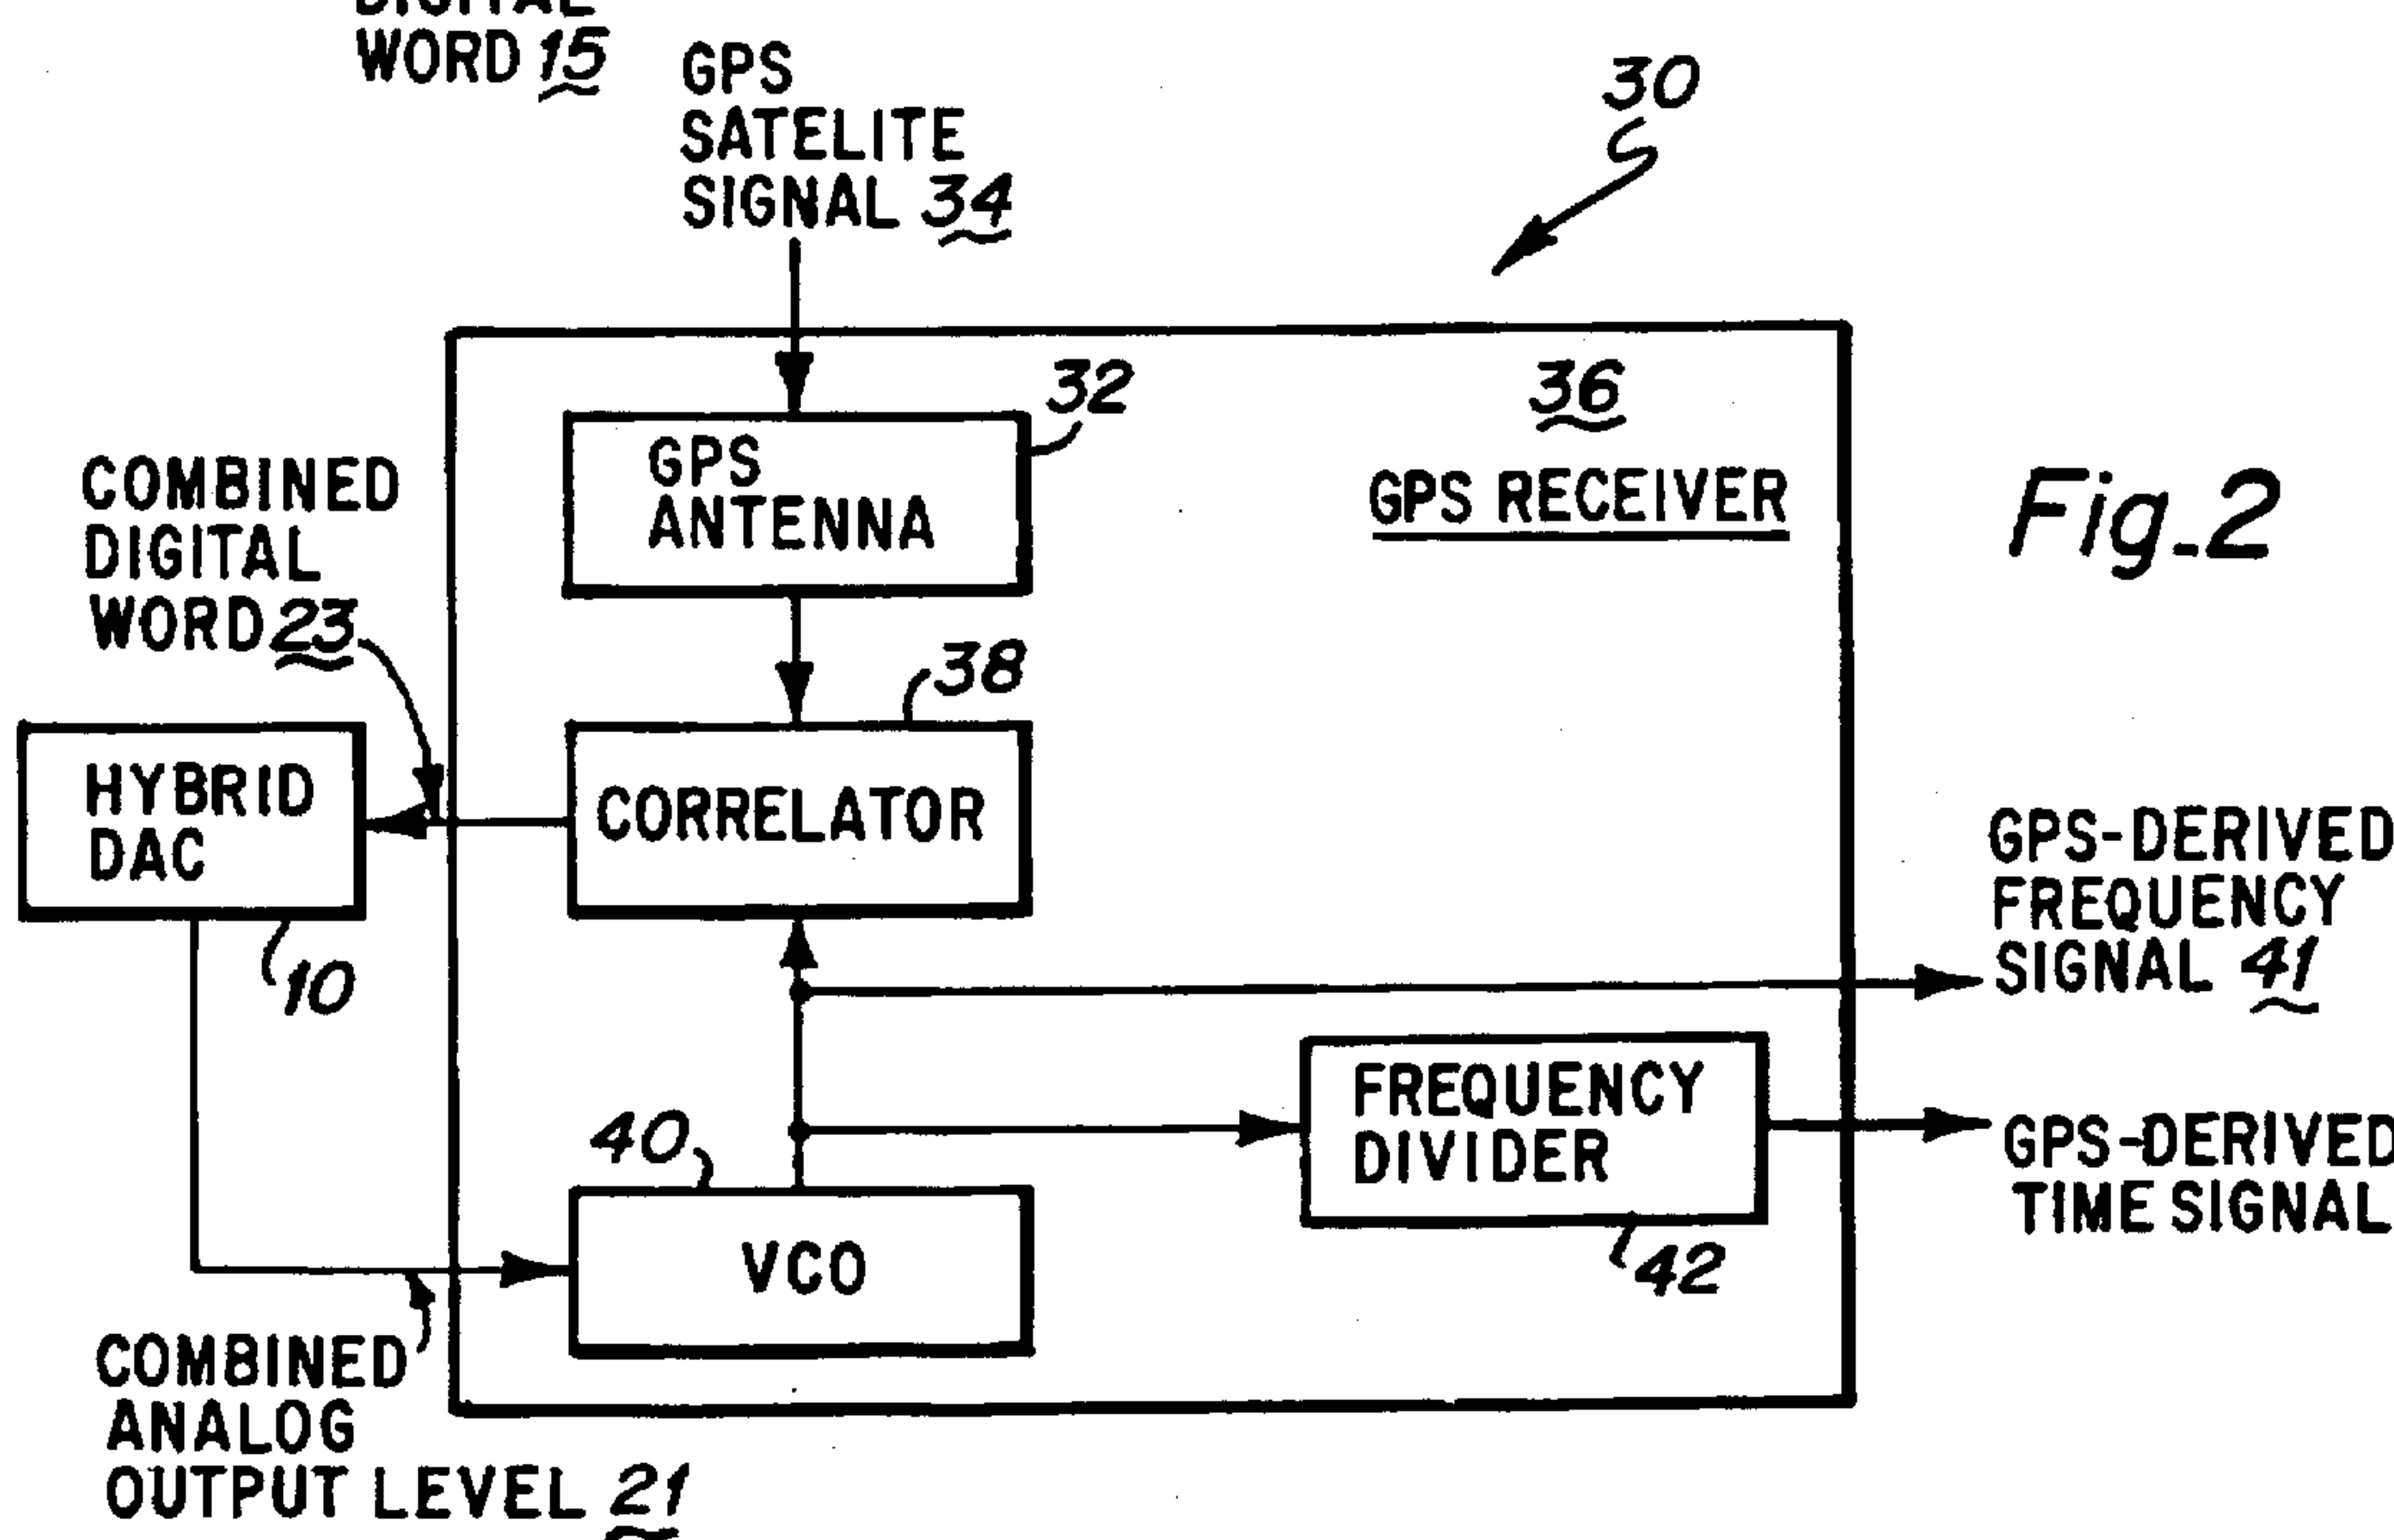 WORD 15
GPS
SATELITE
SIGNAL 34
30
32
36
GPS
ANTENNA
GPS RECEIVER
Fig.2
COMBINED
DIGITAL
WORD 23
38
HYBRID
DAC
CORRELATOR
10
GPS-DERIVED
FREQUENCY
SIGNAL 41
FREQUENCY
DIVIDER
40
GPS-DERIVED
TIME SIGNAL
VCO
42
COMBINED
ANALOG
OUTPUT LEVEL 21